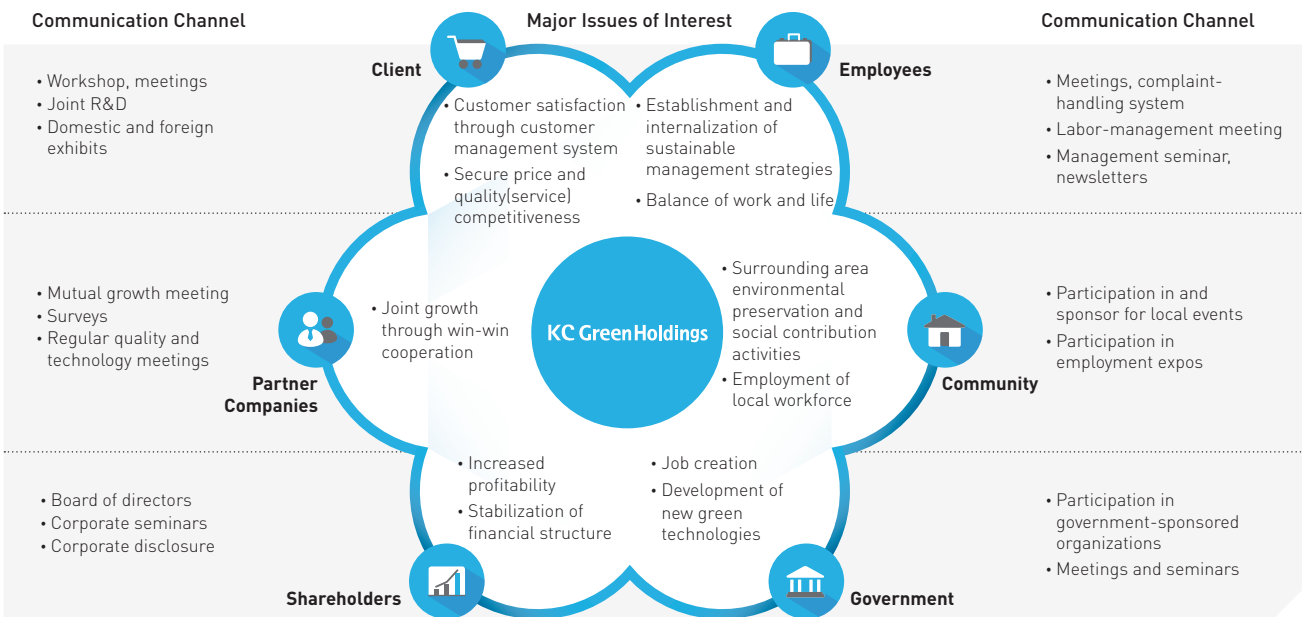 Communication Channel
Major Issues of Interest
Communication Channel
Client
Employees
• Workshop, meetings
• Joint R&D
• Domestic and foreign
exhibits
• Customer satisfaction
through customer
management system
• Secure price and
quality(service)
competitiveness
• Establishment and
internalization of
sustainable
management strategies
• Balance of work and life
• Meetings, complaint-
handling system
• Labor-management meeting
• Management seminar,
newsletters
• Mutual growth meeting
• Surveys
• Regular quality and
technology meetings
Partner
Companies
• Joint growth
through win-win
cooperation
KC GreenHoldings
• Surrounding area
environmental
preservation and
social contribution
activities
• Employment of
local workforce
Community
• Participation in and
sponsor for local events
• Participation in
employment expos
• Board of directors
• Corporate seminars
• Corporate disclosure
Shareholders
• Increased
profitability
• Stabilization of
financial structure
• Job creation
• Development of
new green
technologies
Government
• Participation in
government-sponsored
organizations
• Meetings and seminars